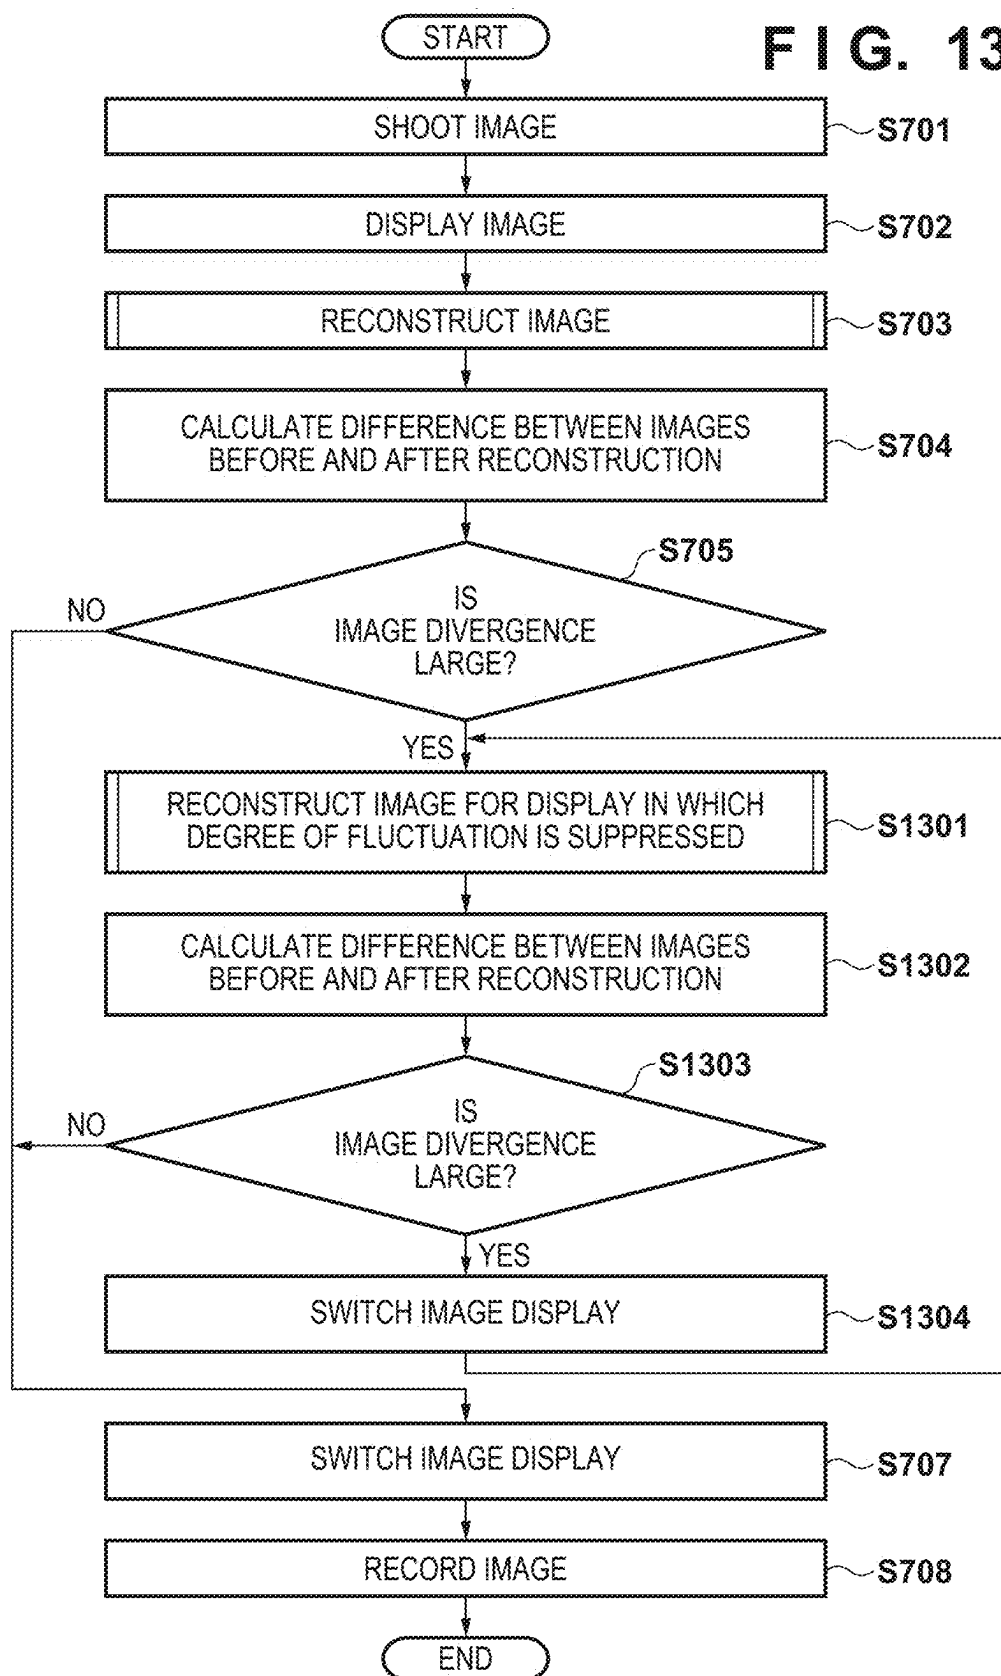 START
FIG. 13
SHOOT IMAGE
S701
DISPLAY IMAGE
S702
RECONSTRUCT IMAGE
S703
CALCULATE DIFFERENCE BETWEEN IMAGES
BEFORE AND AFTER RECONSTRUCTION
S704
S705
IS
IMAGE DIVERGENCE
LARGE?
NO
YES
RECONSTRUCT IMAGE FOR DISPLAY IN WHICH
DEGREE OF FLUCTUATION IS SUPPRESSED
S1301
CALCULATE DIFFERENCE BETWEEN IMAGES
BEFORE AND AFTER RECONSTRUCTION
S1302
S1303
IS
IMAGE DIVERGENCE
LARGE?
NO
YES
SWITCH IMAGE DISPLAY
S1304
SWITCH IMAGE DISPLAY
S707
RECORD IMAGE
S708
END